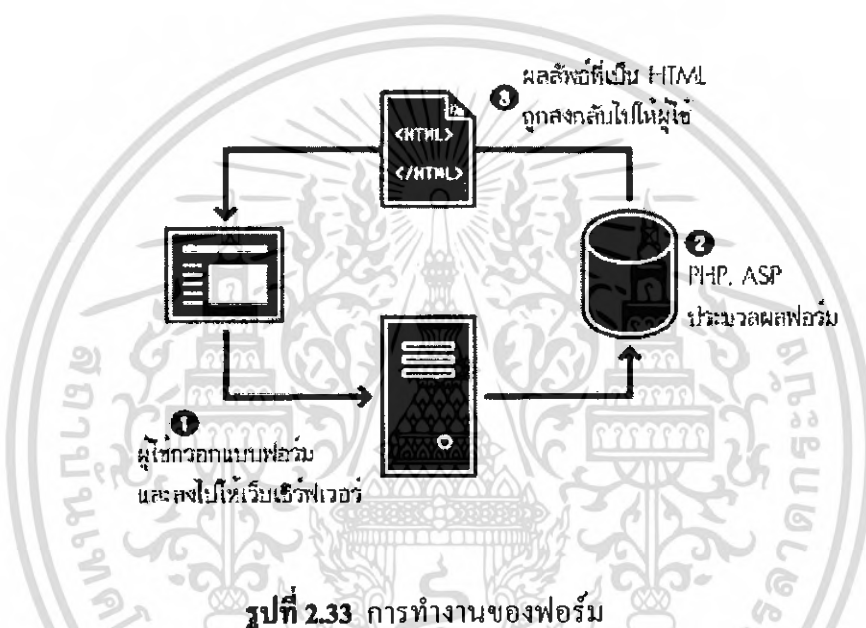 ❸ ผลลัพธ์ที่เป็น HTML
ถูกส่งกลับไปให้ผู้ใช้
<HTML>
</HTML>
❷
PHP, ASP
ประมวลผลฟอร์ม
❶
ผู้ใช้กรอกแบบฟอร์ม
และส่งไปให้เว็บเซิร์ฟเวอร์
รูปที่ 2.33 การทำงานของฟอร์ม